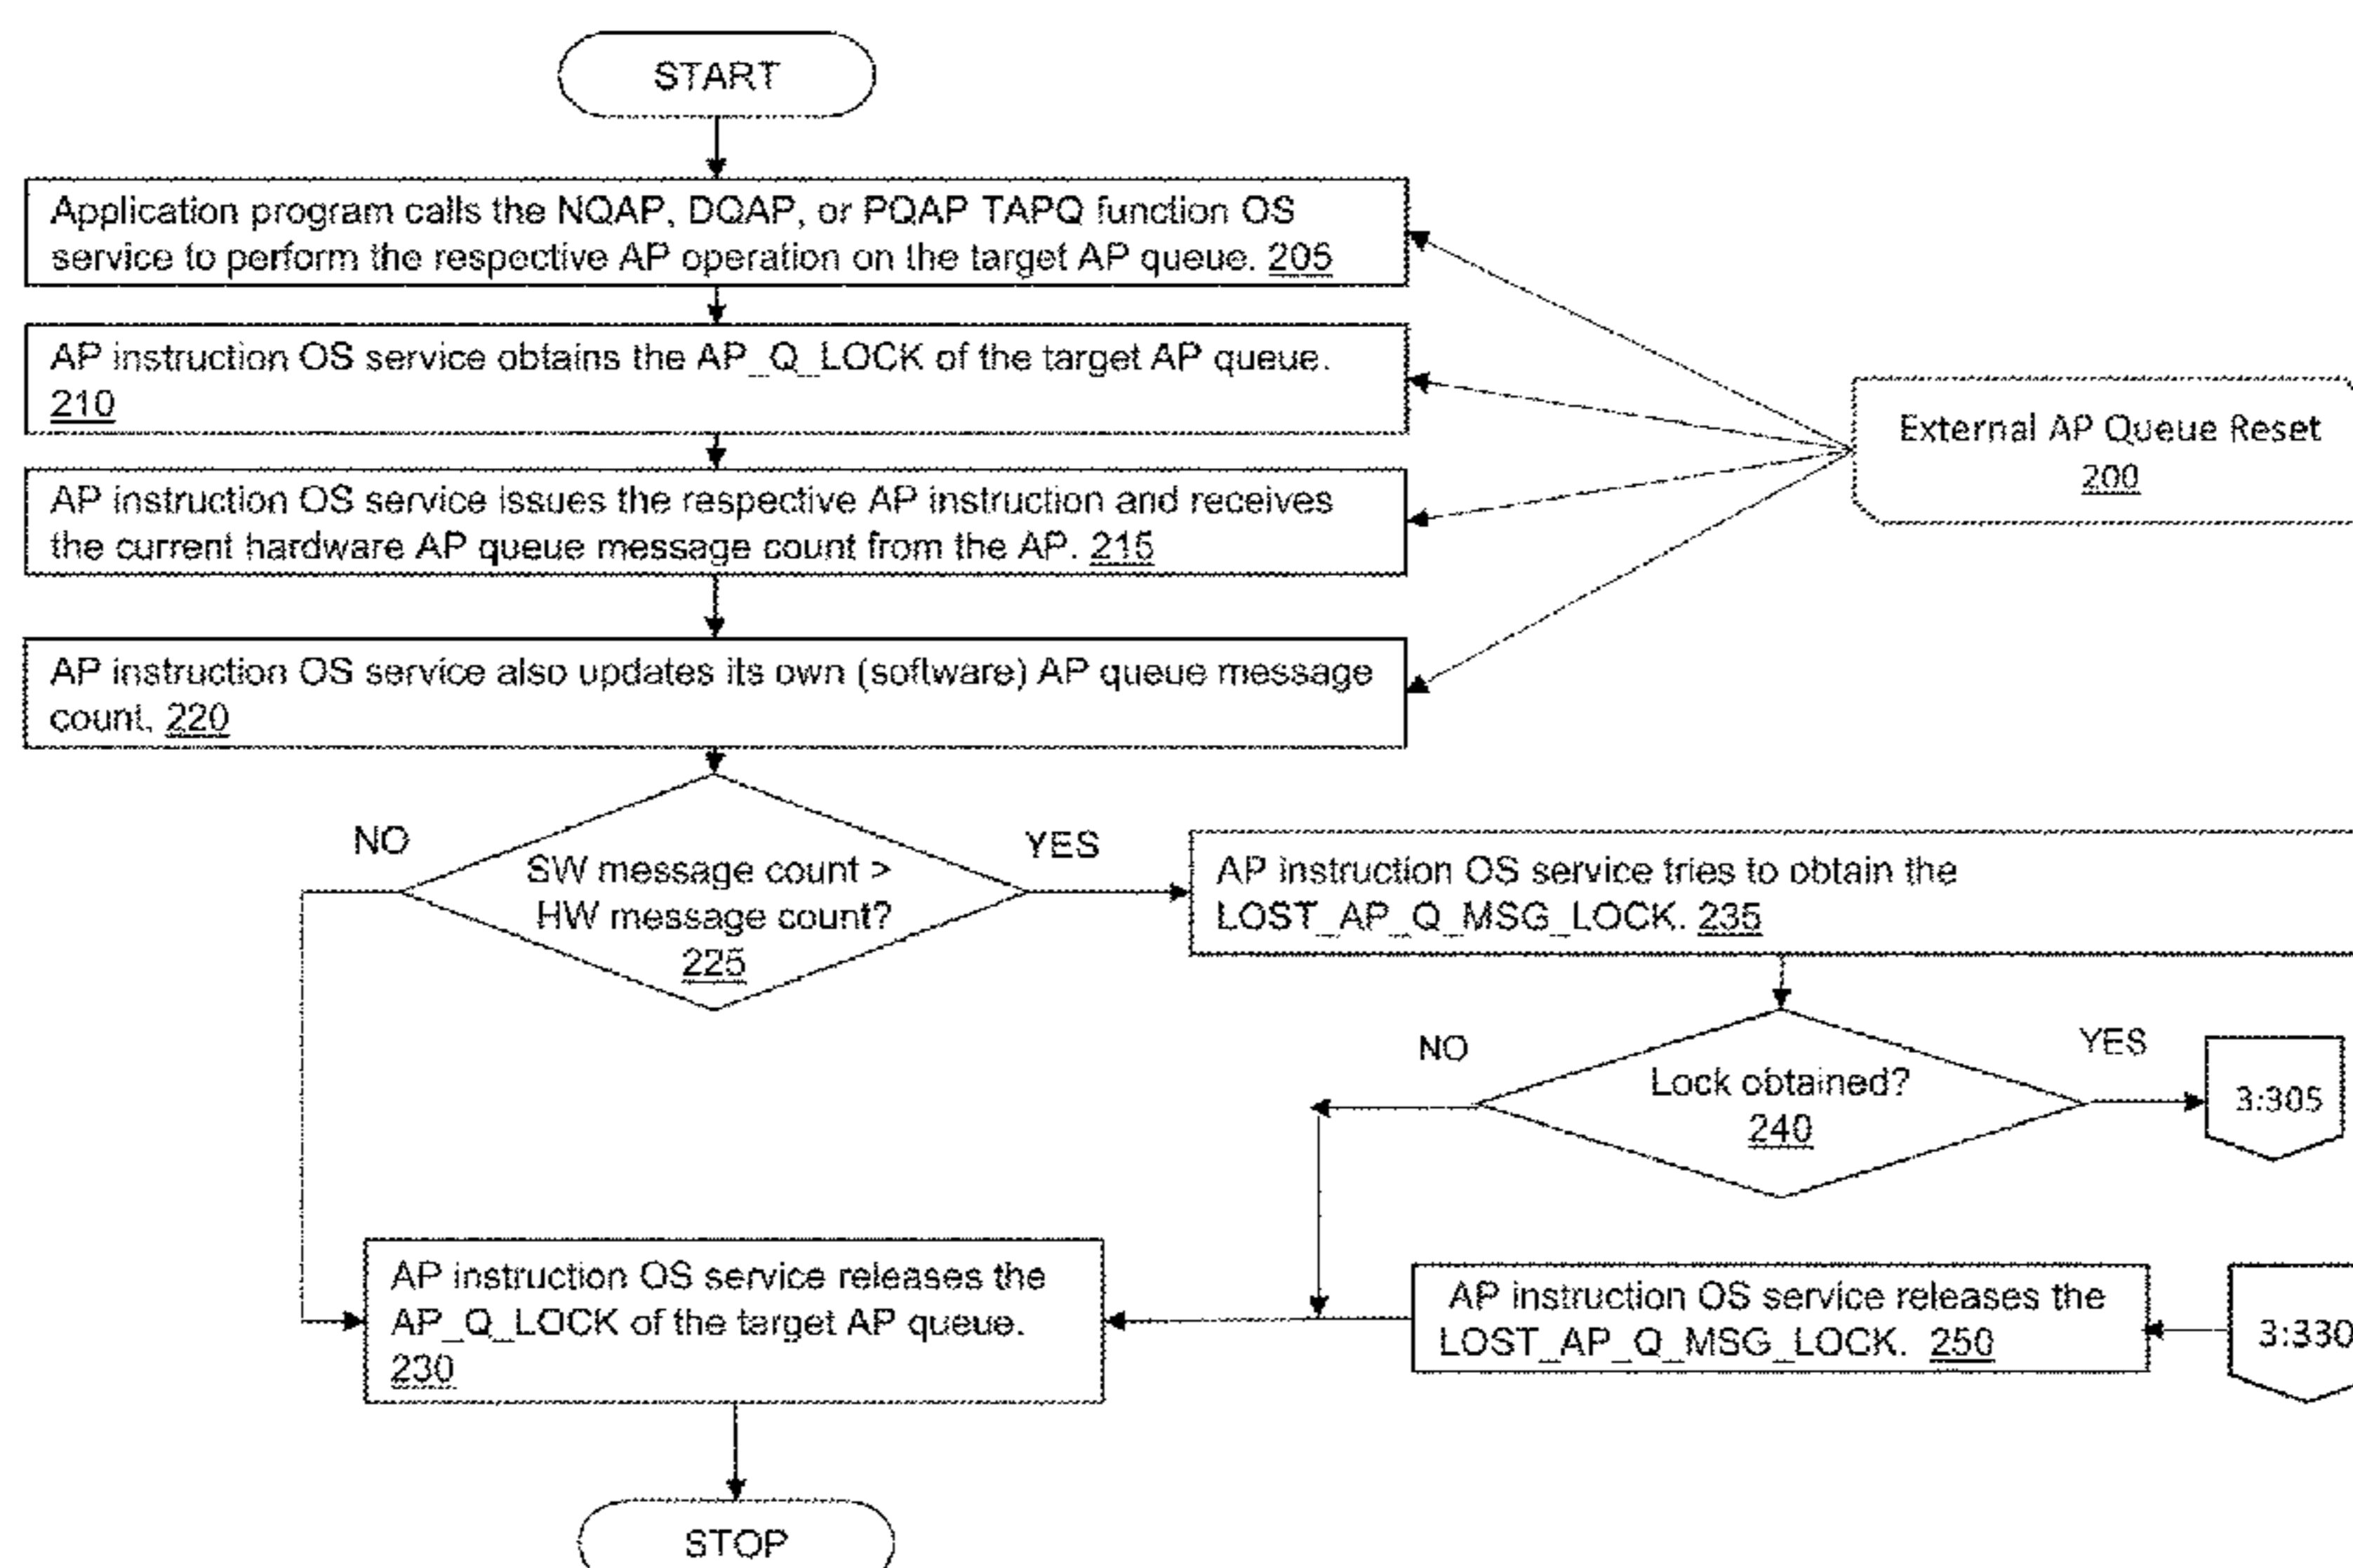 START
Application program calls the NQAP, DQAP, or PQAP TAPQ function OS
service to perform the respective AP operation on the target AP queue. 205
AP instruction OS service obtains the AP_Q_LOCK of the target AP queue.
210
External AP Queue Reset
200
AP instruction OS service issues the respective AP instruction and receives
the current hardware AP queue message count from the AP. 215
AP instruction OS service also updates its own (software) AP queue message
count. 220
NO
YES
SW message count >
HW message count?
225
AP instruction OS service tries to obtain the
LOST_AP_Q_MSG_LOCK. 235
NO
YES
Lock obtained?
240
3:305
AP instruction OS service releases the
AP_Q_LOCK of the target AP queue.
230
AP instruction OS service releases the
LOST_AP_Q_MSG_LOCK. 250
3:330
STOP